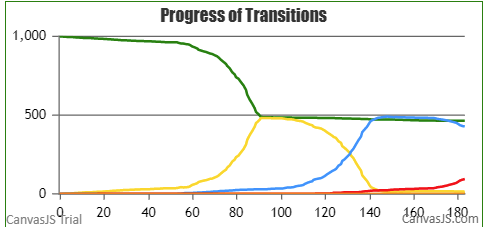 Progress of Transitions
1,000
500
0
0 20 40 60 80 100 120 140 160 180
CanvasJS Trial CanvasJS.com